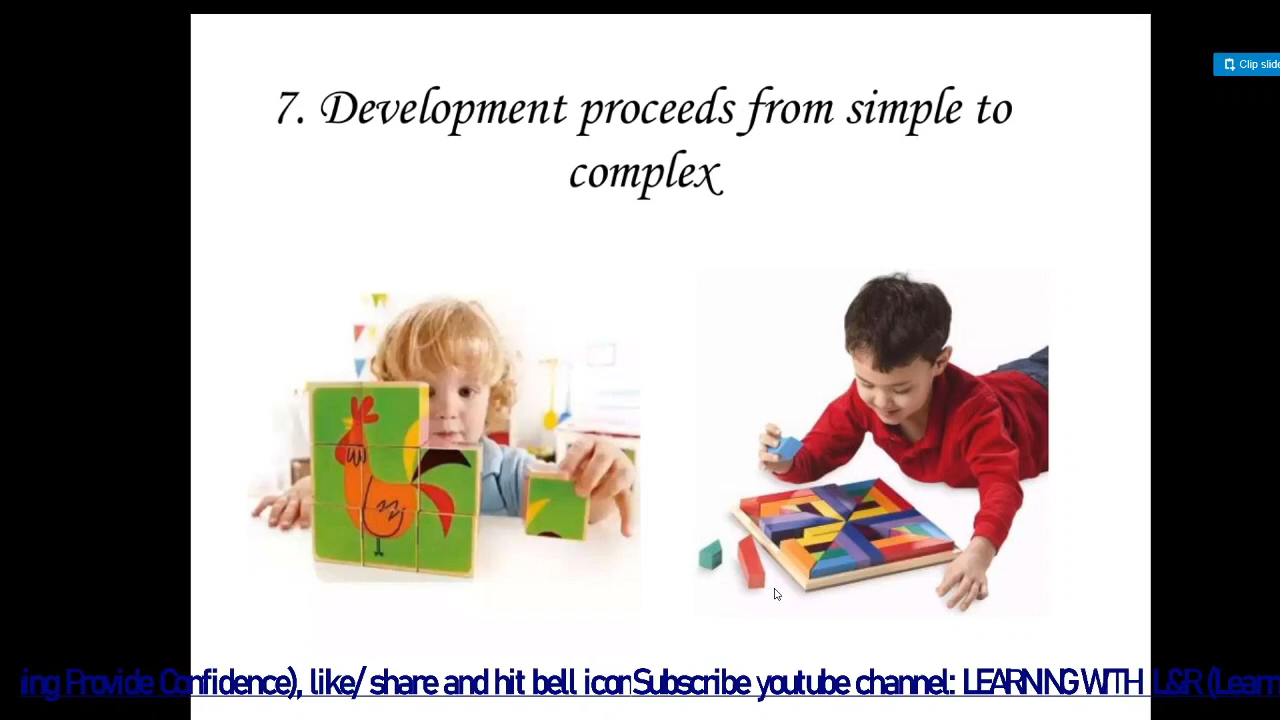 Clip slide
7. Development proceeds from simple to
complex
ing Provide Confidence), like/ share and hit bell iconSubscribe youtube channel: LEARNING WITH L&R (Learn